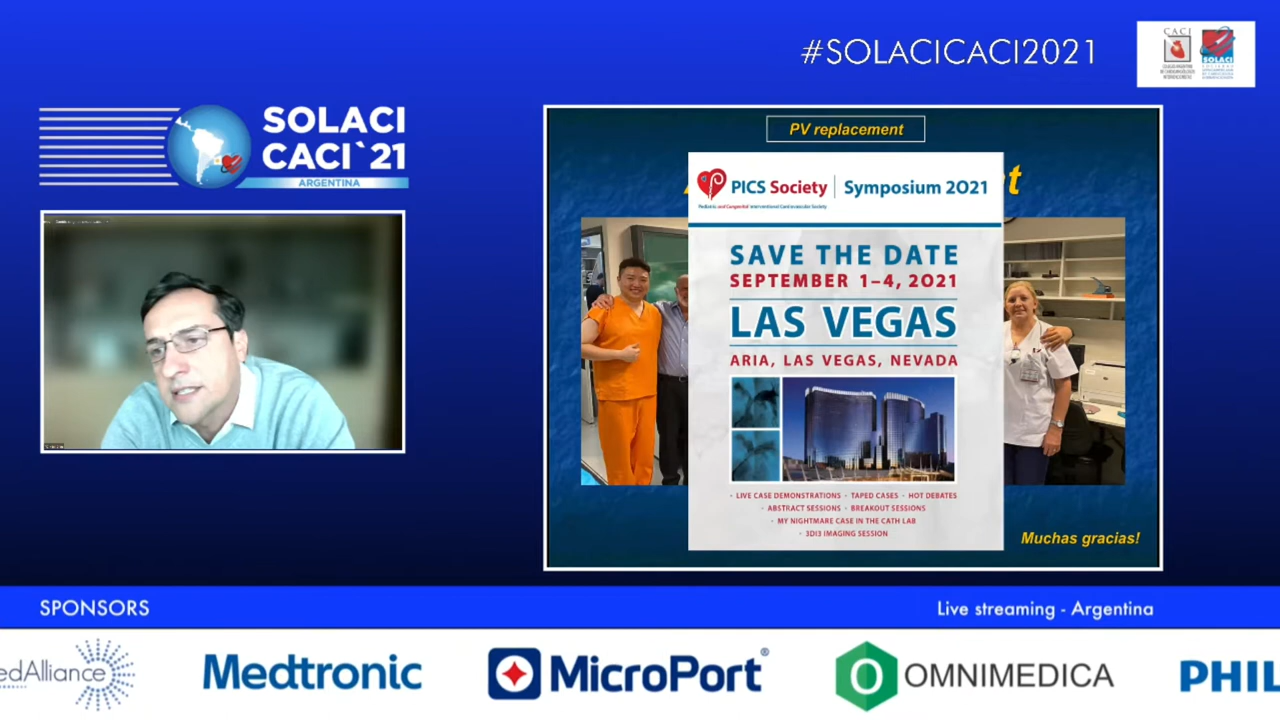 #SOLACICACI2021
CACI
SOLACI
SOLACI
CACI`21
ARGENTINA
PV replacement
PICS Society
Symposium 2021
Pediatric and Congenital Interventional Cardiovascular Society
SAVE THE DATE
SEPTEMBER 1–4, 2021
LAS VEGAS
ARIA, LAS VEGAS, NEVADA
· LIVE CASE DEMONSTRATIONS · TAPED CASES · HOT DEBATES
· ABSTRACT SESSIONS · BREAKOUT SESSIONS
· MY NIGHTMARE CASE IN THE CATH LAB
· 3DI3 IMAGING SESSION
Muchas gracias!
SPONSORS
Live streaming - Argentina
edAlliance
Medtronic
MicroPort®
OMNIMEDICA
PHIL